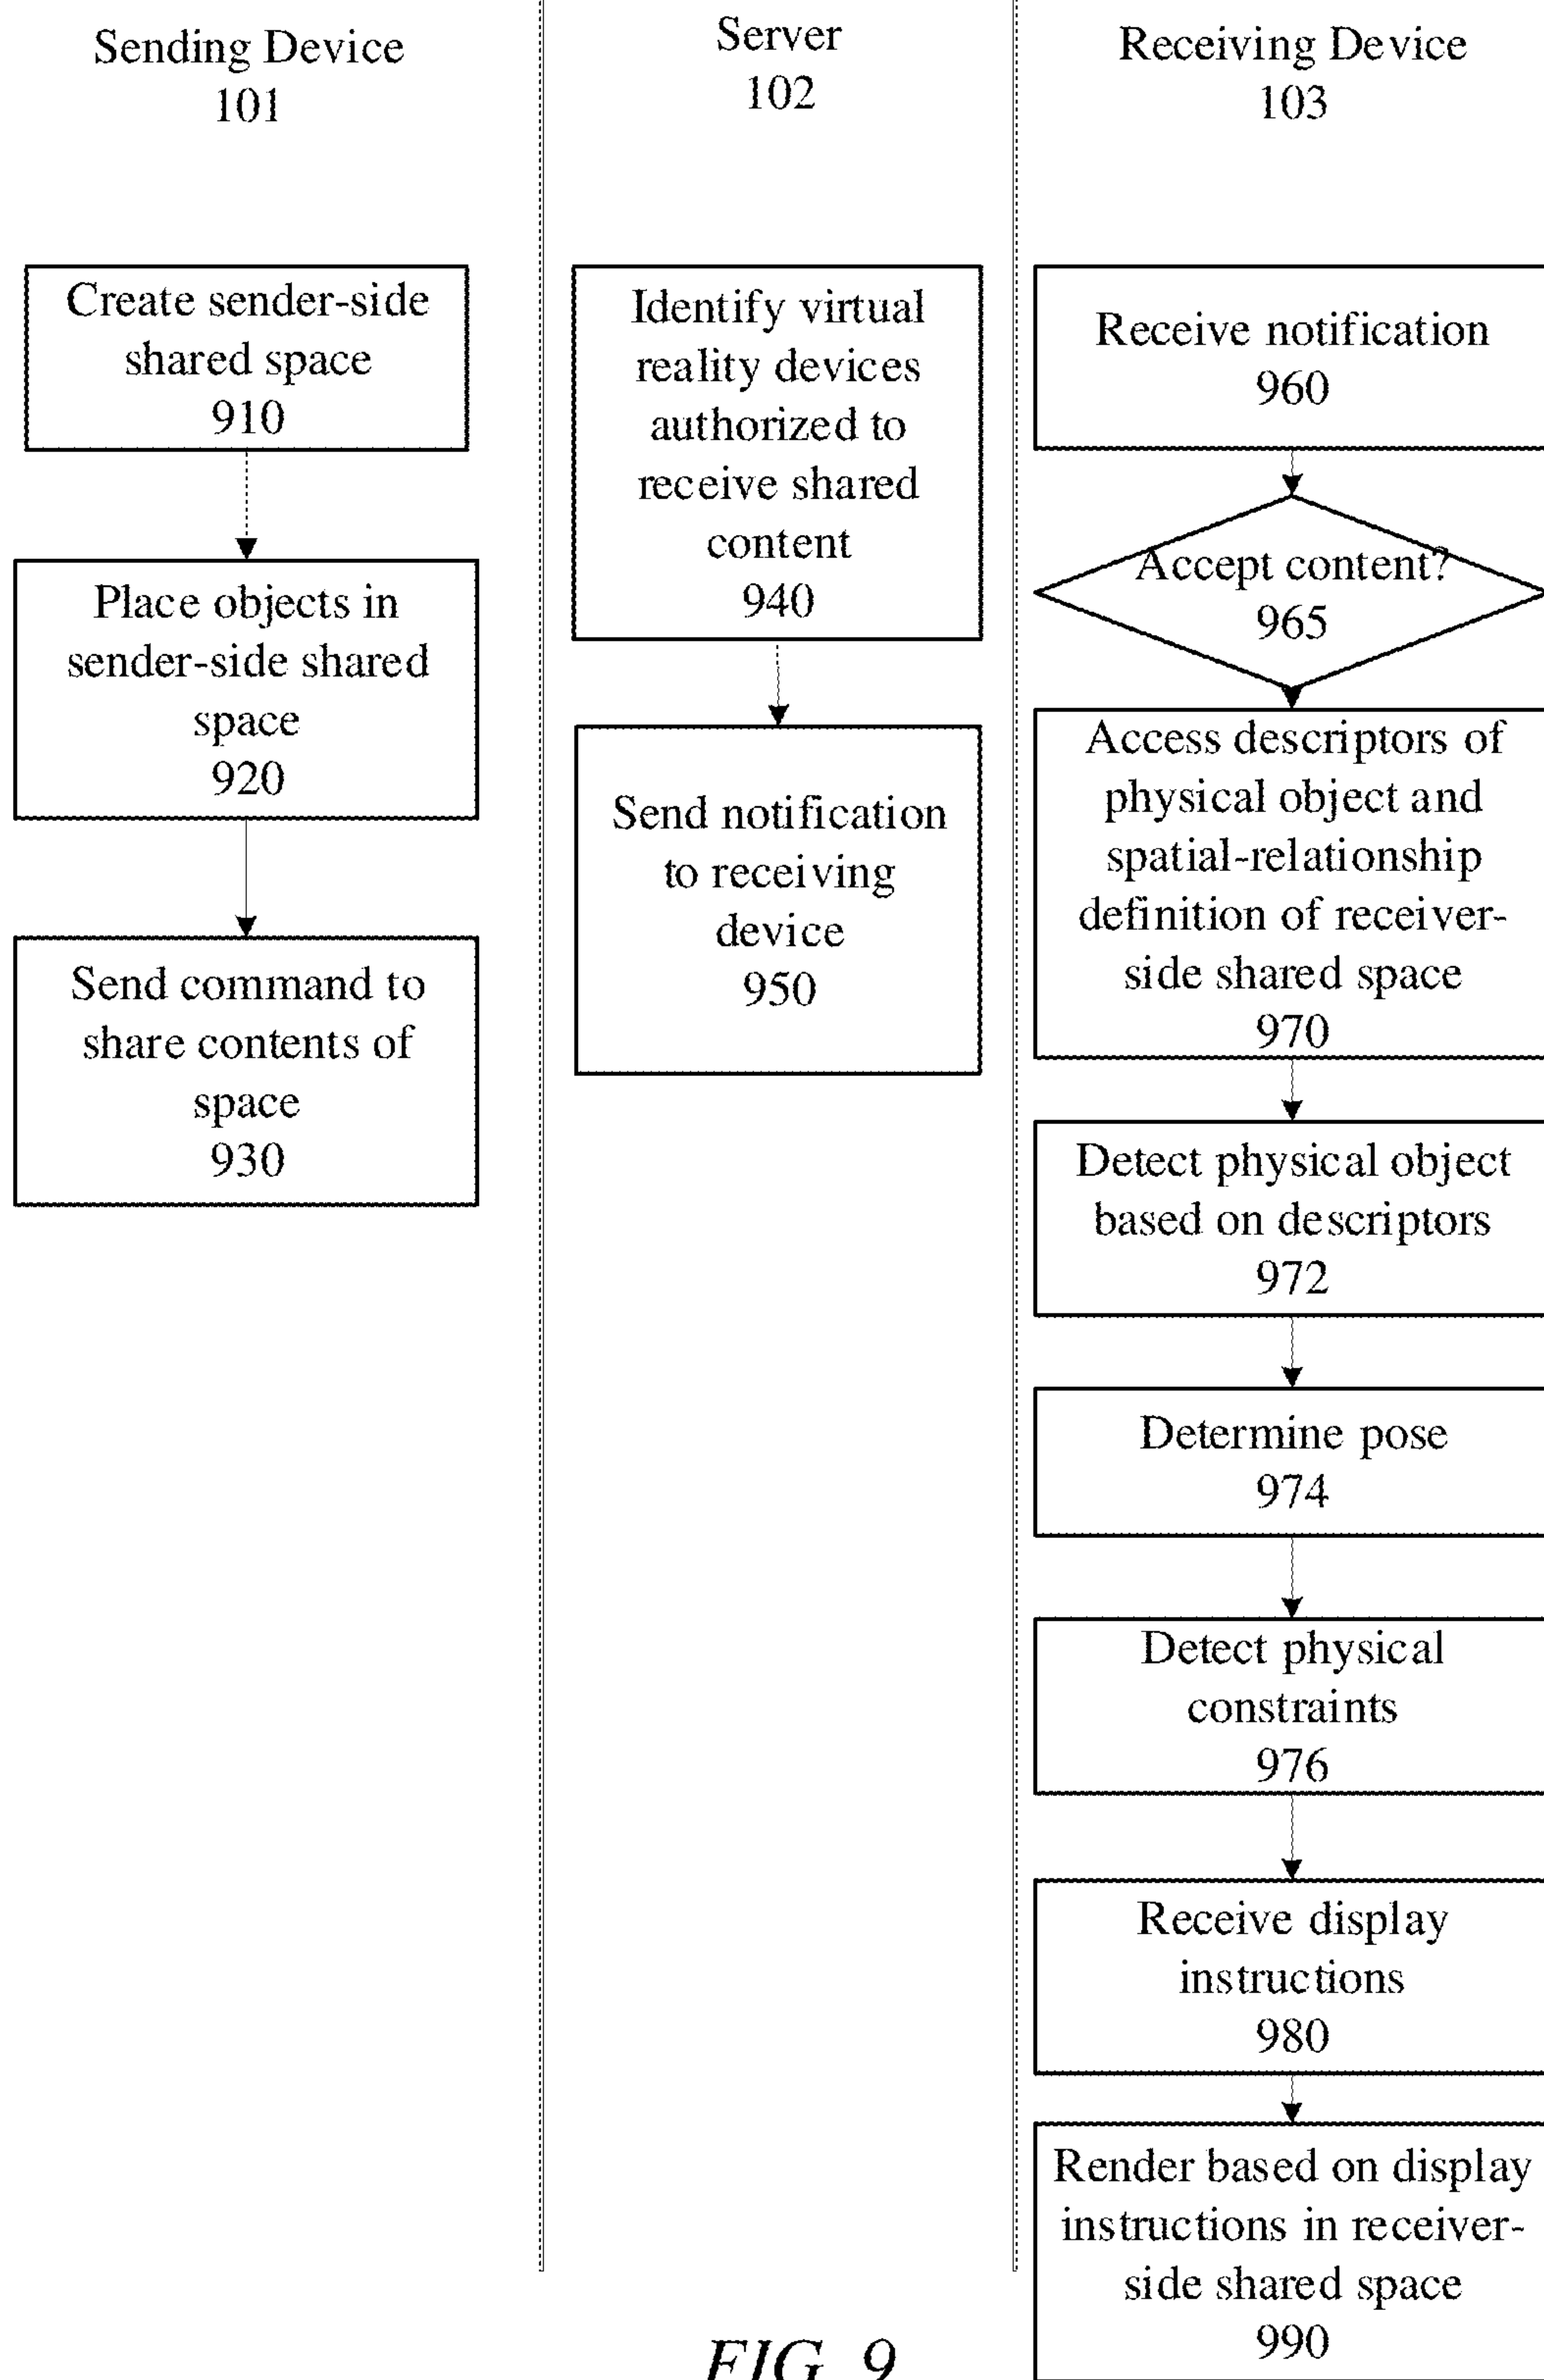 Sending Device
101
Create sender-side
shared space
910
Place objects in
sender-side shared
space
920
Send command to
share contents of
space
930
Server
102
Identify virtual
reality devices
authorized to
receive shared
content
940
Send notification
to receiving
device
950
Receiving Device
103
Receive notification
960
Accept content?
965
Access descriptors of
physical object and
spatial-relationship
definition of receiver-
side shared space
970
Detect physical object
based on descriptors
972
Determine pose
974
Detect physical
constraints
976
Receive display
instructions
980
Render based on display
instructions in receiver-
side shared space
990
FIG. 9